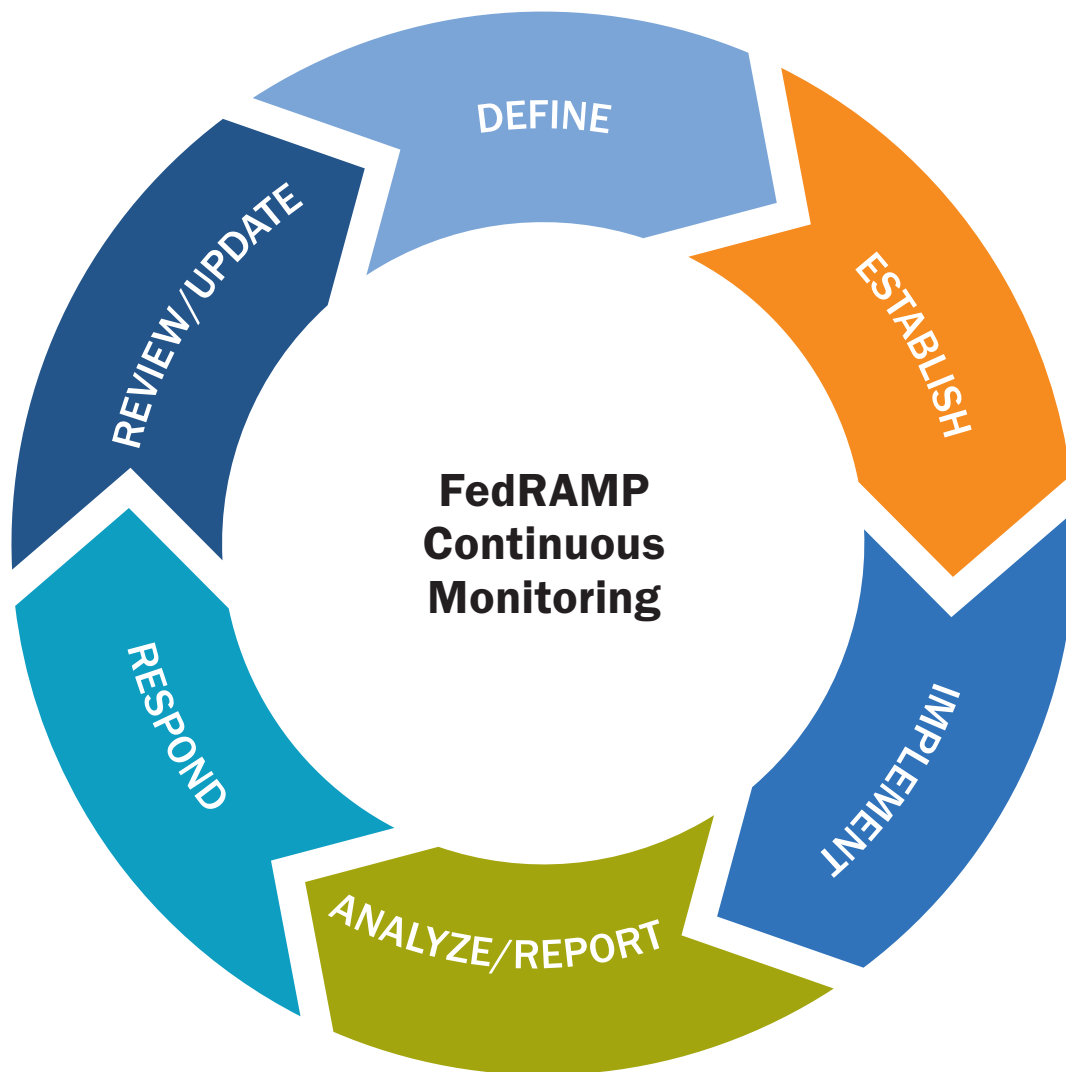 DEFINE
ESTABLISH
IMPLEMENT
ANALYZE/REPORT
RESPOND
REVIEW/UPDATE
FedRAMP
Continuous
Monitoring